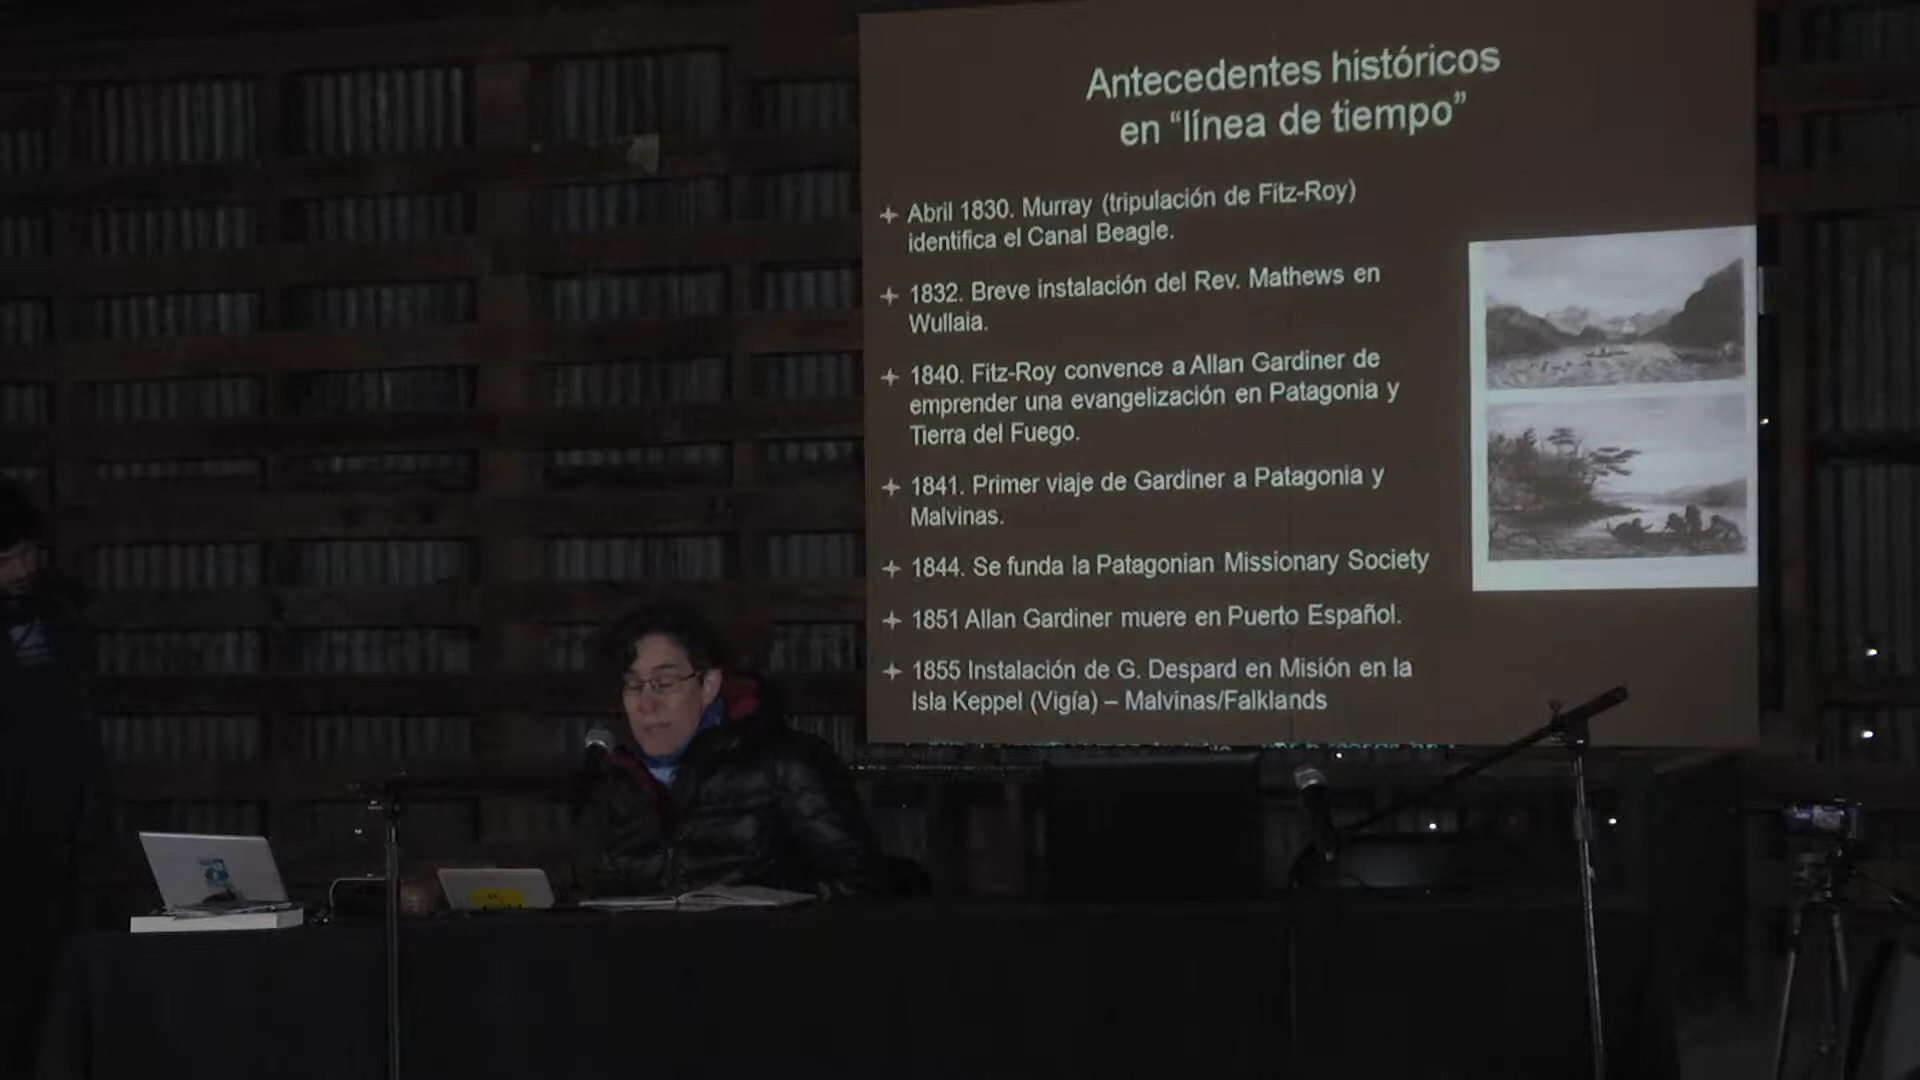 Antecedentes históricos
en “línea de tiempo”
Abril 1830. Murray (tripulación de Fitz-Roy)
identifica el Canal Beagle.
1832. Breve instalación del Rev. Mathews en
Wullaia.
1840. Fitz-Roy convence a Allan Gardiner de
emprender una evangelización en Patagonia y
Tierra del Fuego.
1841. Primer viaje de Gardiner a Patagonia y
Malvinas.
1844. Se funda la Patagonian Missionary Society
1851 Allan Gardiner muere en Puerto Español.
1855 Instalación de G. Despard en Misión en la
Isla Keppel (Vigía) – Malvinas/Falklands